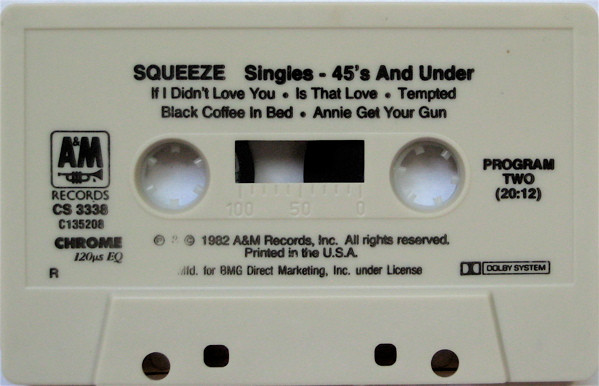 SQUEEZE Singles - 45's And Under
If I Didn't Love You • Is That Love • Tempted
Black Coffee In Bed • Annie Get Your Gun
A&M
RECORDS
CS 3338
C135208
CHROME
120µs EQ
R
PROGRAM
TWO
(20:12)
100 50 0
℗ & © 1982 A&M Records, Inc. All rights reserved.
Printed in the U.S.A.
for BMG Direct Marketing, Inc. under License
DOLBY SYSTEM